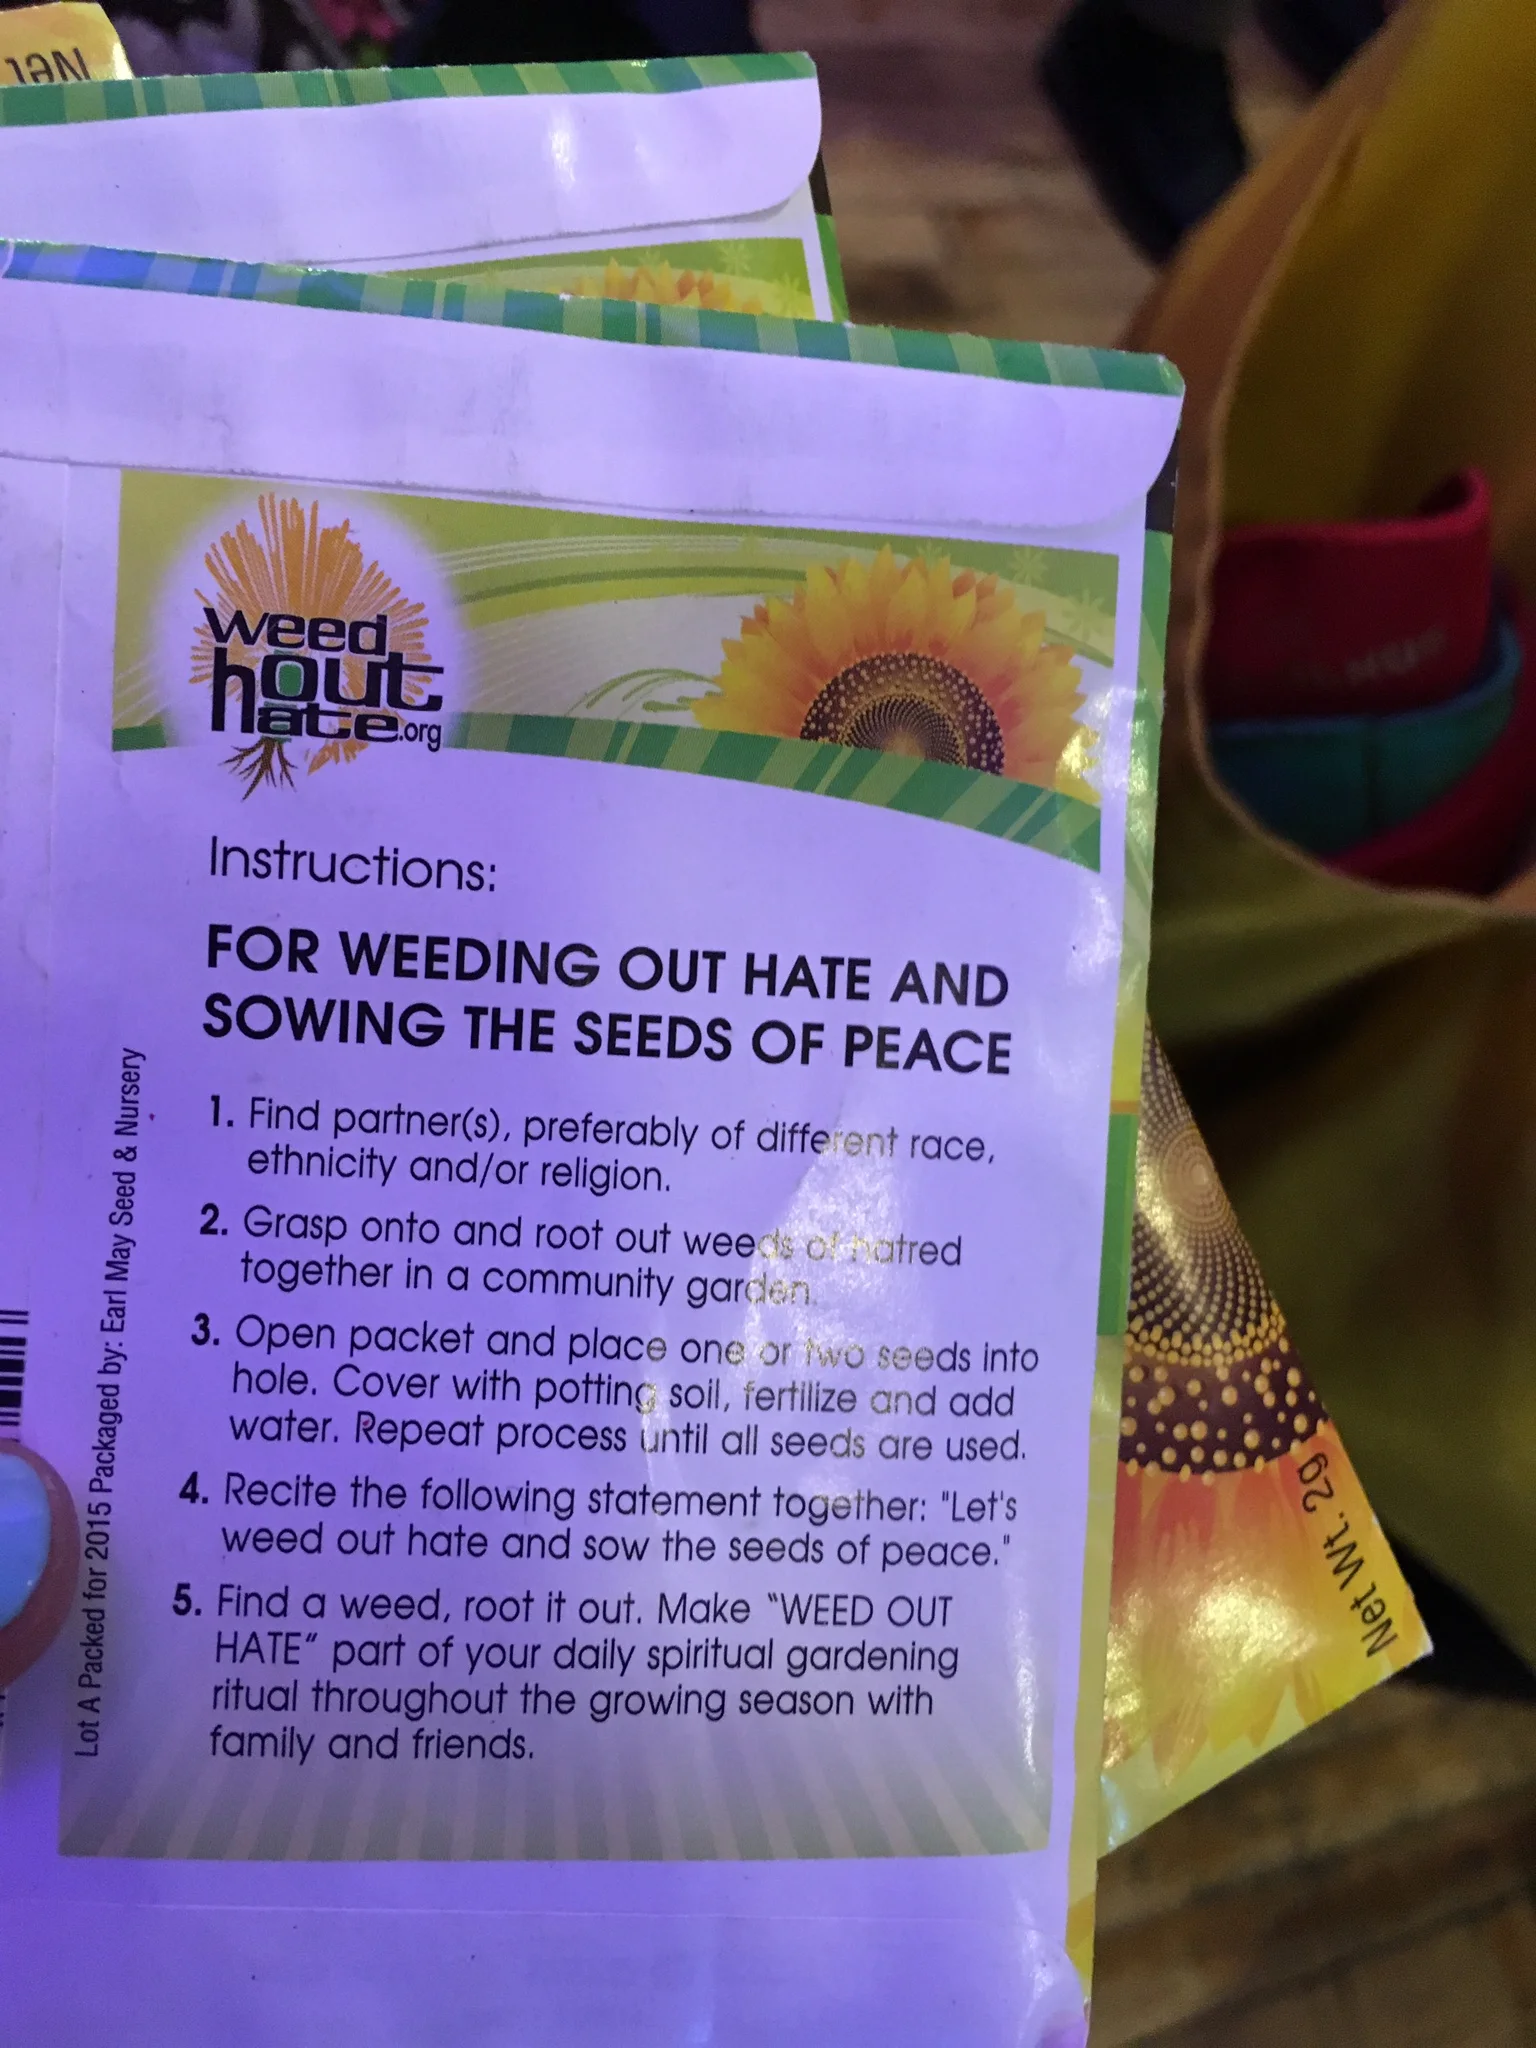 Net
weed
hout
hate.org
Instructions:
FOR WEEDING OUT HATE AND
SOWING THE SEEDS OF PEACE
1. Find partner(s), preferably of different race,
ethnicity and/or religion.
2. Grasp onto and root out weeds of hatred
together in a community garden.
3. Open packet and place one or two seeds into
hole. Cover with potting soil, fertilize and add
water. Repeat process until all seeds are used.
4. Recite the following statement together: "Let's
weed out hate and sow the seeds of peace."
5. Find a weed, root it out. Make "WEED OUT
HATE" part of your daily spiritual gardening
ritual throughout the growing season with
family and friends.
Lot A Packed for 2015 Packaged by: Earl May Seed & Nursery
Net Wt. 2g